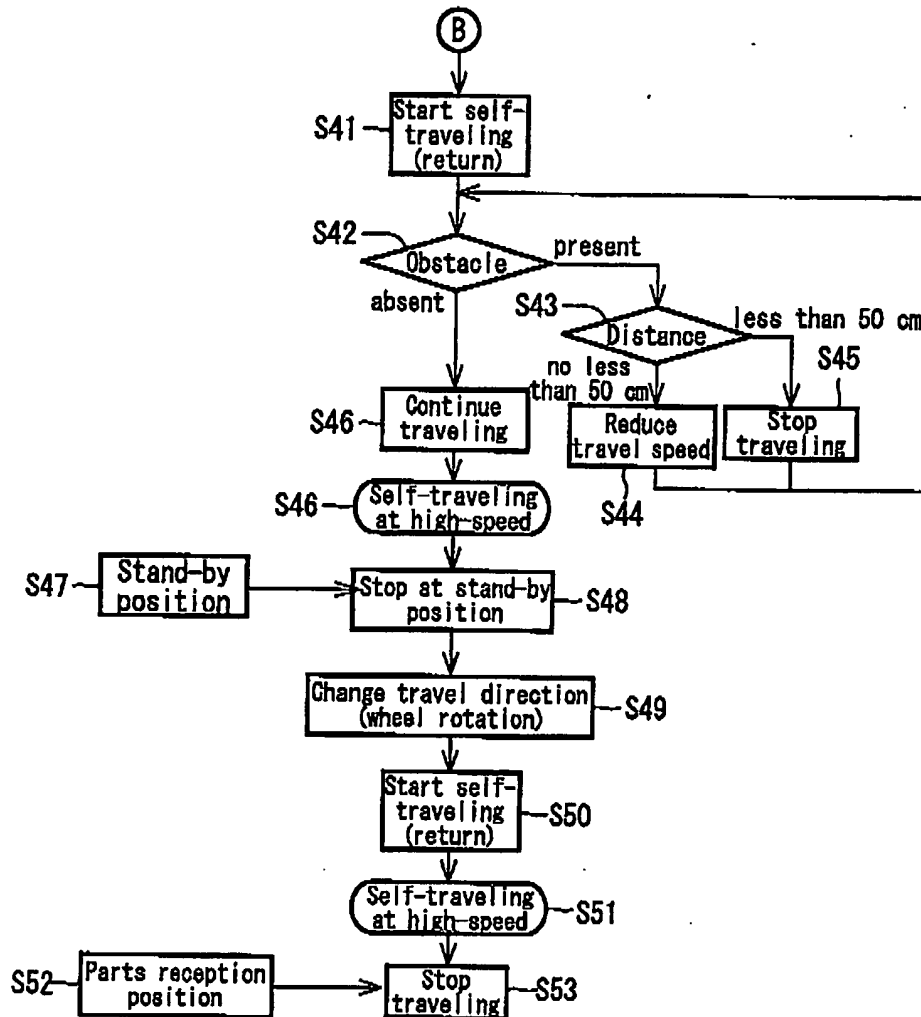 B
S41
Start self-
traveling
(return)
S42
Obstacle
present
absent
S43
Distance
less than 50 cm
no less
than 50 cm
S45
Stop
traveling
S46
Continue
traveling
Reduce
travel speed
S44
S46
Self-traveling
at high-speed
S47
Stand-by
position
Stop at stand-by
position
S48
Change travel direction
(wheel rotation)
S49
Start self-
traveling
(return)
S50
Self-traveling
at high-speed
S51
S52
Parts reception
position
Stop
traveling
S53